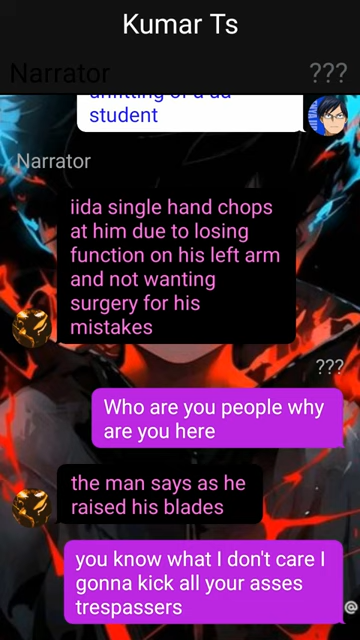 Kumar Ts
Narrator
???
student
Narrator
iida single hand chops
at him due to losing
function on his left arm
and not wanting
surgery for his
mistakes
???
Who are you people why
are you here
the man says as he
raised his blades
you know what I don't care I
gonna kick all your asses
trespassers
@